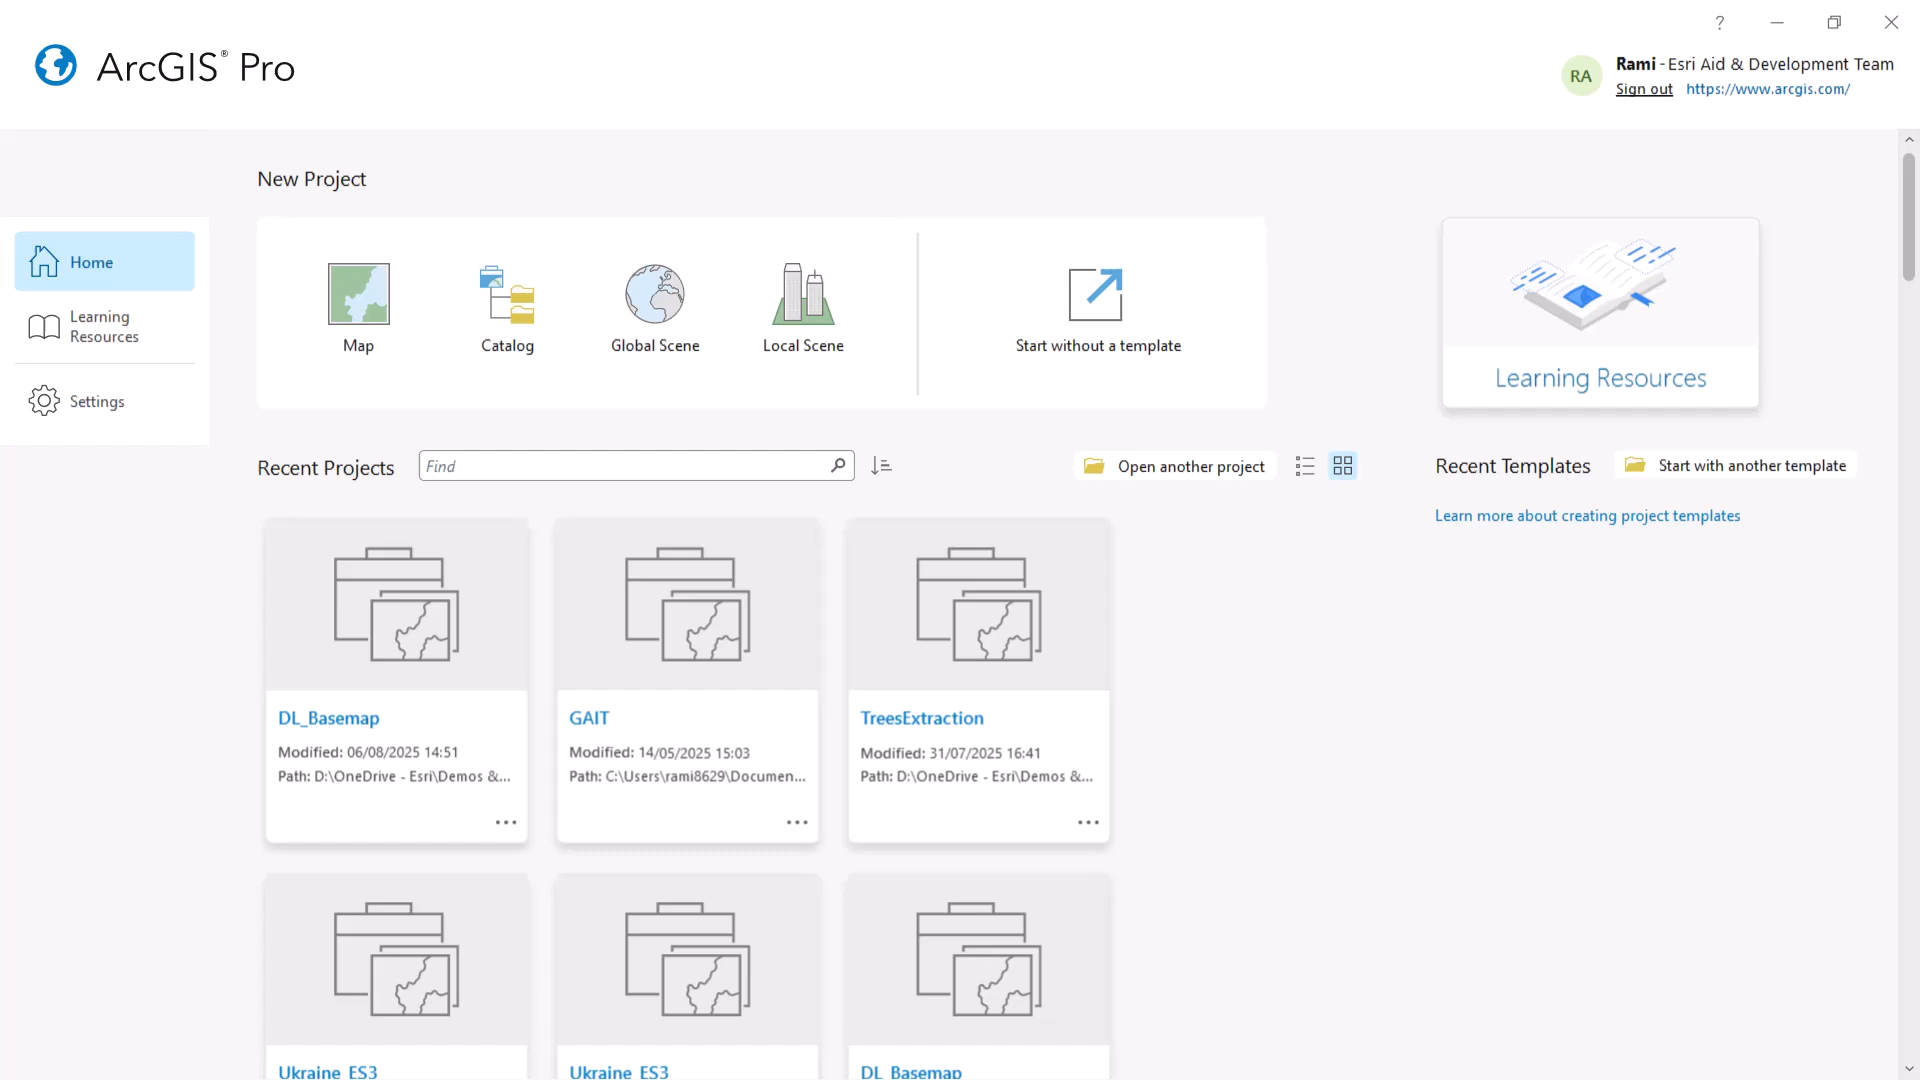 ArcGIS® Pro
?
RA
Rami - Esri Aid & Development Team
Sign out https://www.arcgis.com/
Home
Learning
Resources
Settings
New Project
Map
Catalog
Global Scene
Local Scene
Start without a template
Learning Resources
Recent Projects
Find
Open another project
Recent Templates
Start with another template
Learn more about creating project templates
DL_Basemap
Modified: 06/08/2025 14:51
Path: D:\OneDrive - Esri\Demos &...
GAIT
Modified: 14/05/2025 15:03
Path: C:\Users\rami8629\Documen...
TreesExtraction
Modified: 31/07/2025 16:41
Path: D:\OneDrive - Esri\Demos &...
Ukraine_ES3
Ukraine_ES3
DL_Basemap